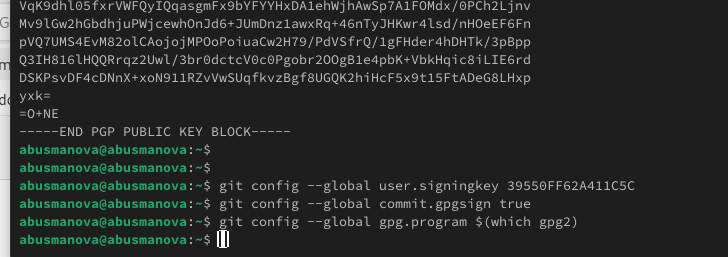 VqK9dhl05fxrVWFQyIQqasgmFx9bYFYYHxDA1ehWjhAwSp7A1FOMdx/0PCh2Ljnv
Mv9lGw2hGbdhjuPWjcewhOnJd6+JUmDnz1awxRq+46nTyJHKwr4lsd/nHOeEF6Fn
pVQ7UMS4EvM82olCAojojMPOoPoiuaCw2H79/PdVSfrQ/1gFHder4hDHTk/3pBpp
Q3IH816lHQQRrqz2Uwl/3br0dctcV0c0Pgobr2OOgB1e4pbK+VbkHqic8iLIE6rd
DSKPsvDF4cDNnX+xoN911RZvVwSUqfkvzBgf8UGQK2hiHcF5x9t15FtADeG8LHxp
yxk=
=O+NE
-----END PGP PUBLIC KEY BLOCK-----
abusmanova@abusmanova:~$
abusmanova@abusmanova:~$
abusmanova@abusmanova:~$ git config --global user.signingkey 39550FF62A411C5C
abusmanova@abusmanova:~$ git config --global commit.gpgsign true
abusmanova@abusmanova:~$ git config --global gpg.program $(which gpg2)
abusmanova@abusmanova:~$